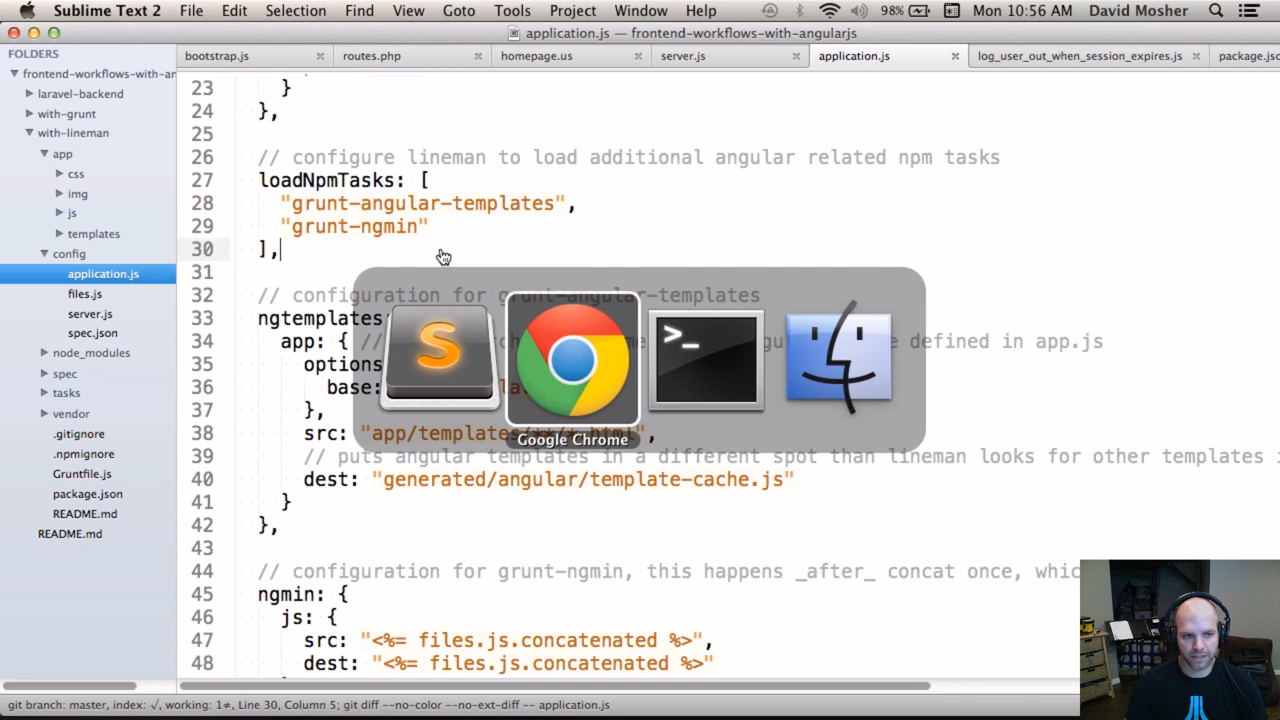 Sublime Text 2 File Edit Selection Find View Goto Tools Project Window Help 98% Mon 10:56 AM David Mosher
application.js — frontend-workflows-with-angularjs
FOLDERS
frontend-workflows-with-ar
laravel-backend
with-grunt
with-lineman
app
css
img
js
templates
config
application.js
files.js
server.js
spec.json
node_modules
spec
tasks
vendor
.gitignore
.npmignore
Gruntfile.js
package.json
README.md
README.md
bootstrap.js routes.php homepage.us server.js application.js log_user_out_when_session_expires.js package.jsc
23 }
24 },
25
26 // configure lineman to load additional angular related npm tasks
27 loadNpmTasks: [
28 "grunt-angular-templates",
29 "grunt-ngmin"
30 ],
31
32 // configuration for grunt-angular-templates
33 ngtemplates
34 app: { // defined in app.js
35 options
36 base:
37 },
38 src: "app/templates/**/*.html",
39 // puts angular templates in a different spot than lineman looks for other templates i
40 dest: "generated/angular/template-cache.js"
41 }
42 },
43
44 // configuration for grunt-ngmin, this happens _after_ concat once, whic
45 ngmin: {
46 js: {
47 src: "<%= files.js.concatenated %>",
48 dest: "<%= files.js.concatenated %>"
Google Chrome
git branch: master, index: √, working: 1≠, Line 30, Column 5; git diff --no-color --no-ext-diff -- application.js